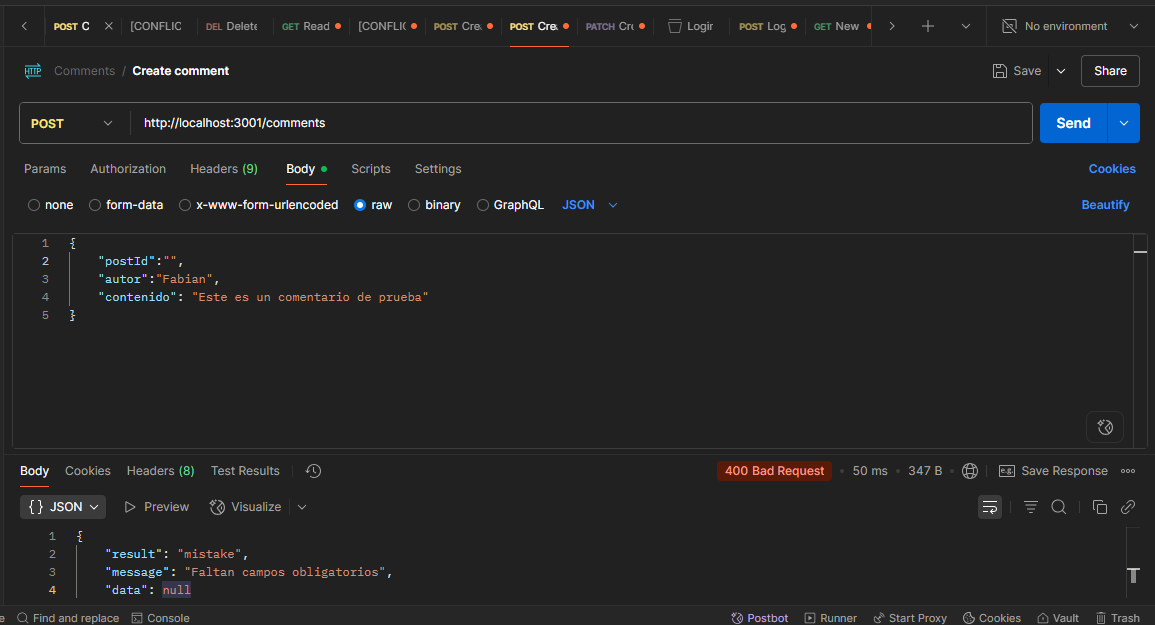 POST C [CONFLIC DEL Delete GET Read [CONFLIC POST Cre POST Cre PATCH Cre Login POST Log GET New No environment
HTTP Comments / Create comment Save Share
POST http://localhost:3001/comments Send
Params Authorization Headers (9) Body Scripts Settings Cookies
none form-data x-www-form-urlencoded raw binary GraphQL JSON Beautify
1 {
2 "postId":"",
3 "autor":"Fabian",
4 "contenido": "Este es un comentario de prueba"
5 }
Body Cookies Headers (8) Test Results 400 Bad Request 50 ms 347 B e.g. Save Response
{} JSON Preview Visualize
1 {
2 "result": "mistake",
3 "message": "Faltan campos obligatorios",
4 "data": null
e Find and replace Console Postbot Runner Start Proxy Cookies Vault Trash